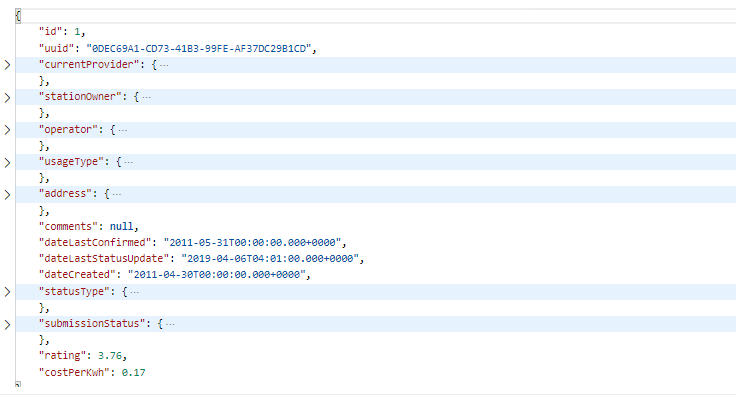 {
"id": 1,
"uuid": "0DEC69A1-CD73-41B3-99FE-AF37DC29B1CD",
"currentProvider": { ...
},
"stationOwner": { ...
},
"operator": { ...
},
"usageType": { ...
},
"address": { ...
},
"comments": null,
"dateLastConfirmed": "2011-05-31T00:00:00.000+0000",
"dateLastStatusUpdate": "2019-04-06T04:01:00.000+0000",
"dateCreated": "2011-04-30T00:00:00.000+0000",
"statusType": { ...
},
"submissionStatus": { ...
},
"rating": 3.76,
"costPerKwh": 0.17
}